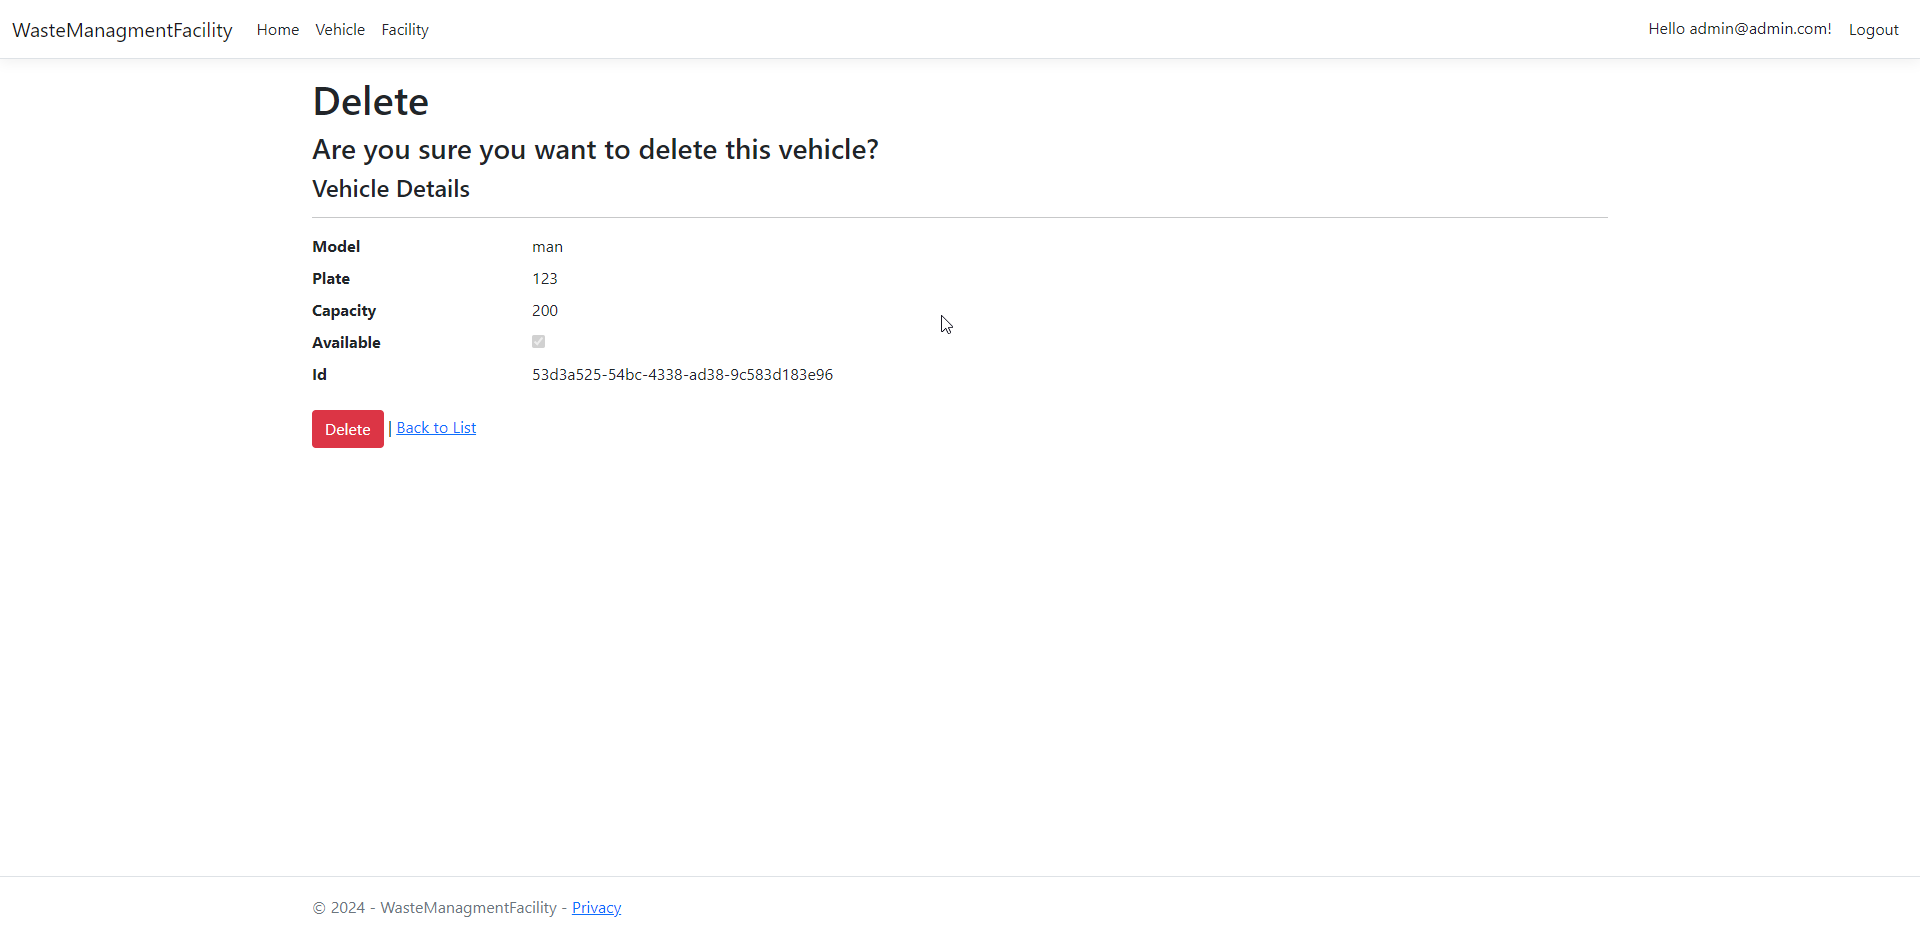 WasteManagmentFacility Home Vehicle Facility Hello admin@admin.com! Logout
Delete
Are you sure you want to delete this vehicle?
Vehicle Details
Model man
Plate 123
Capacity 200
Available
Id 53d3a525-54bc-4338-ad38-9c583d183e96
Delete | Back to List
© 2024 - WasteManagmentFacility - Privacy